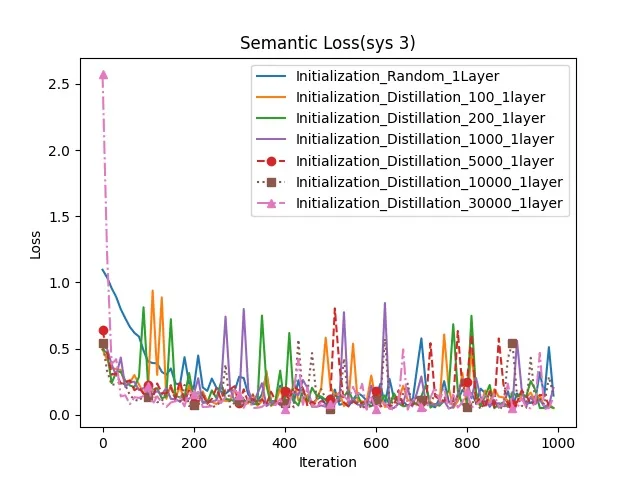 Semantic Loss(sys 3)
Initialization_Random_1Layer
Initialization_Distillation_100_1layer
Initialization_Distillation_200_1layer
Initialization_Distillation_1000_1layer
Initialization_Distillation_5000_1layer
Initialization_Distillation_10000_1layer
Initialization_Distillation_30000_1layer
2.5
2.0
1.5
1.0
0.5
0.0
Loss
0 200 400 600 800 1000
Iteration